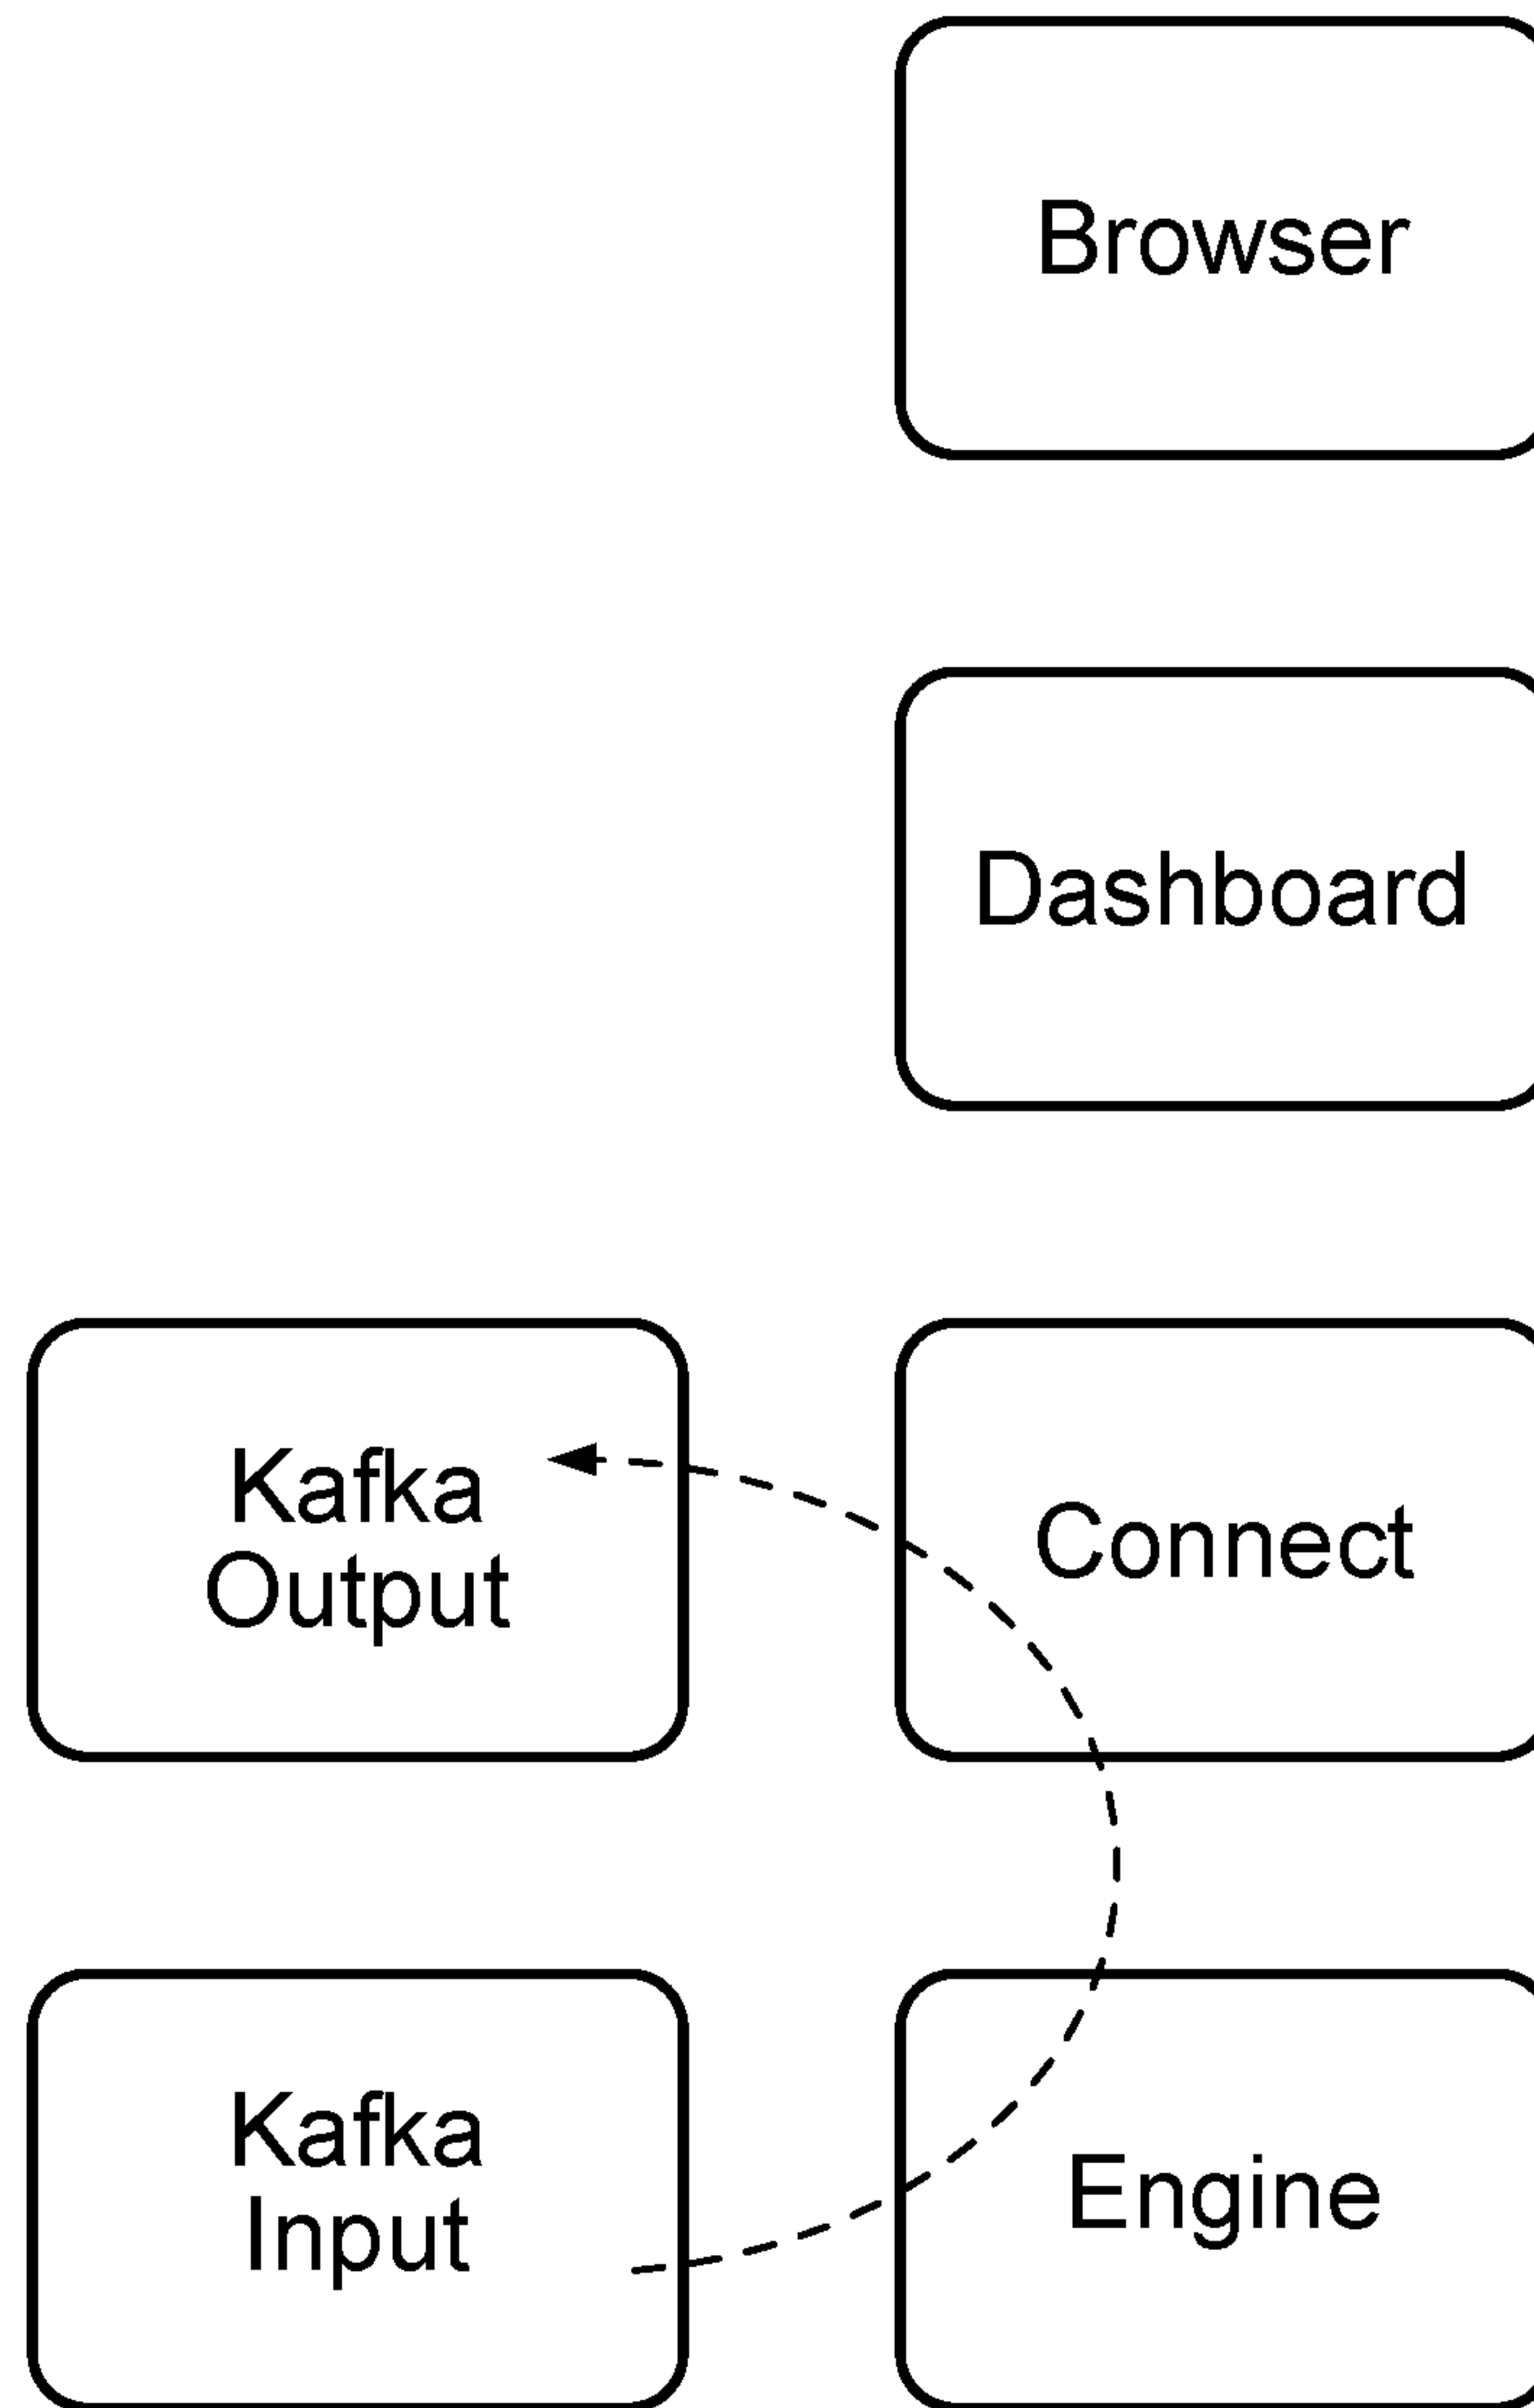 Browser
Dashboard
Kafka
Output
Connect
Kafka
Input
Engine